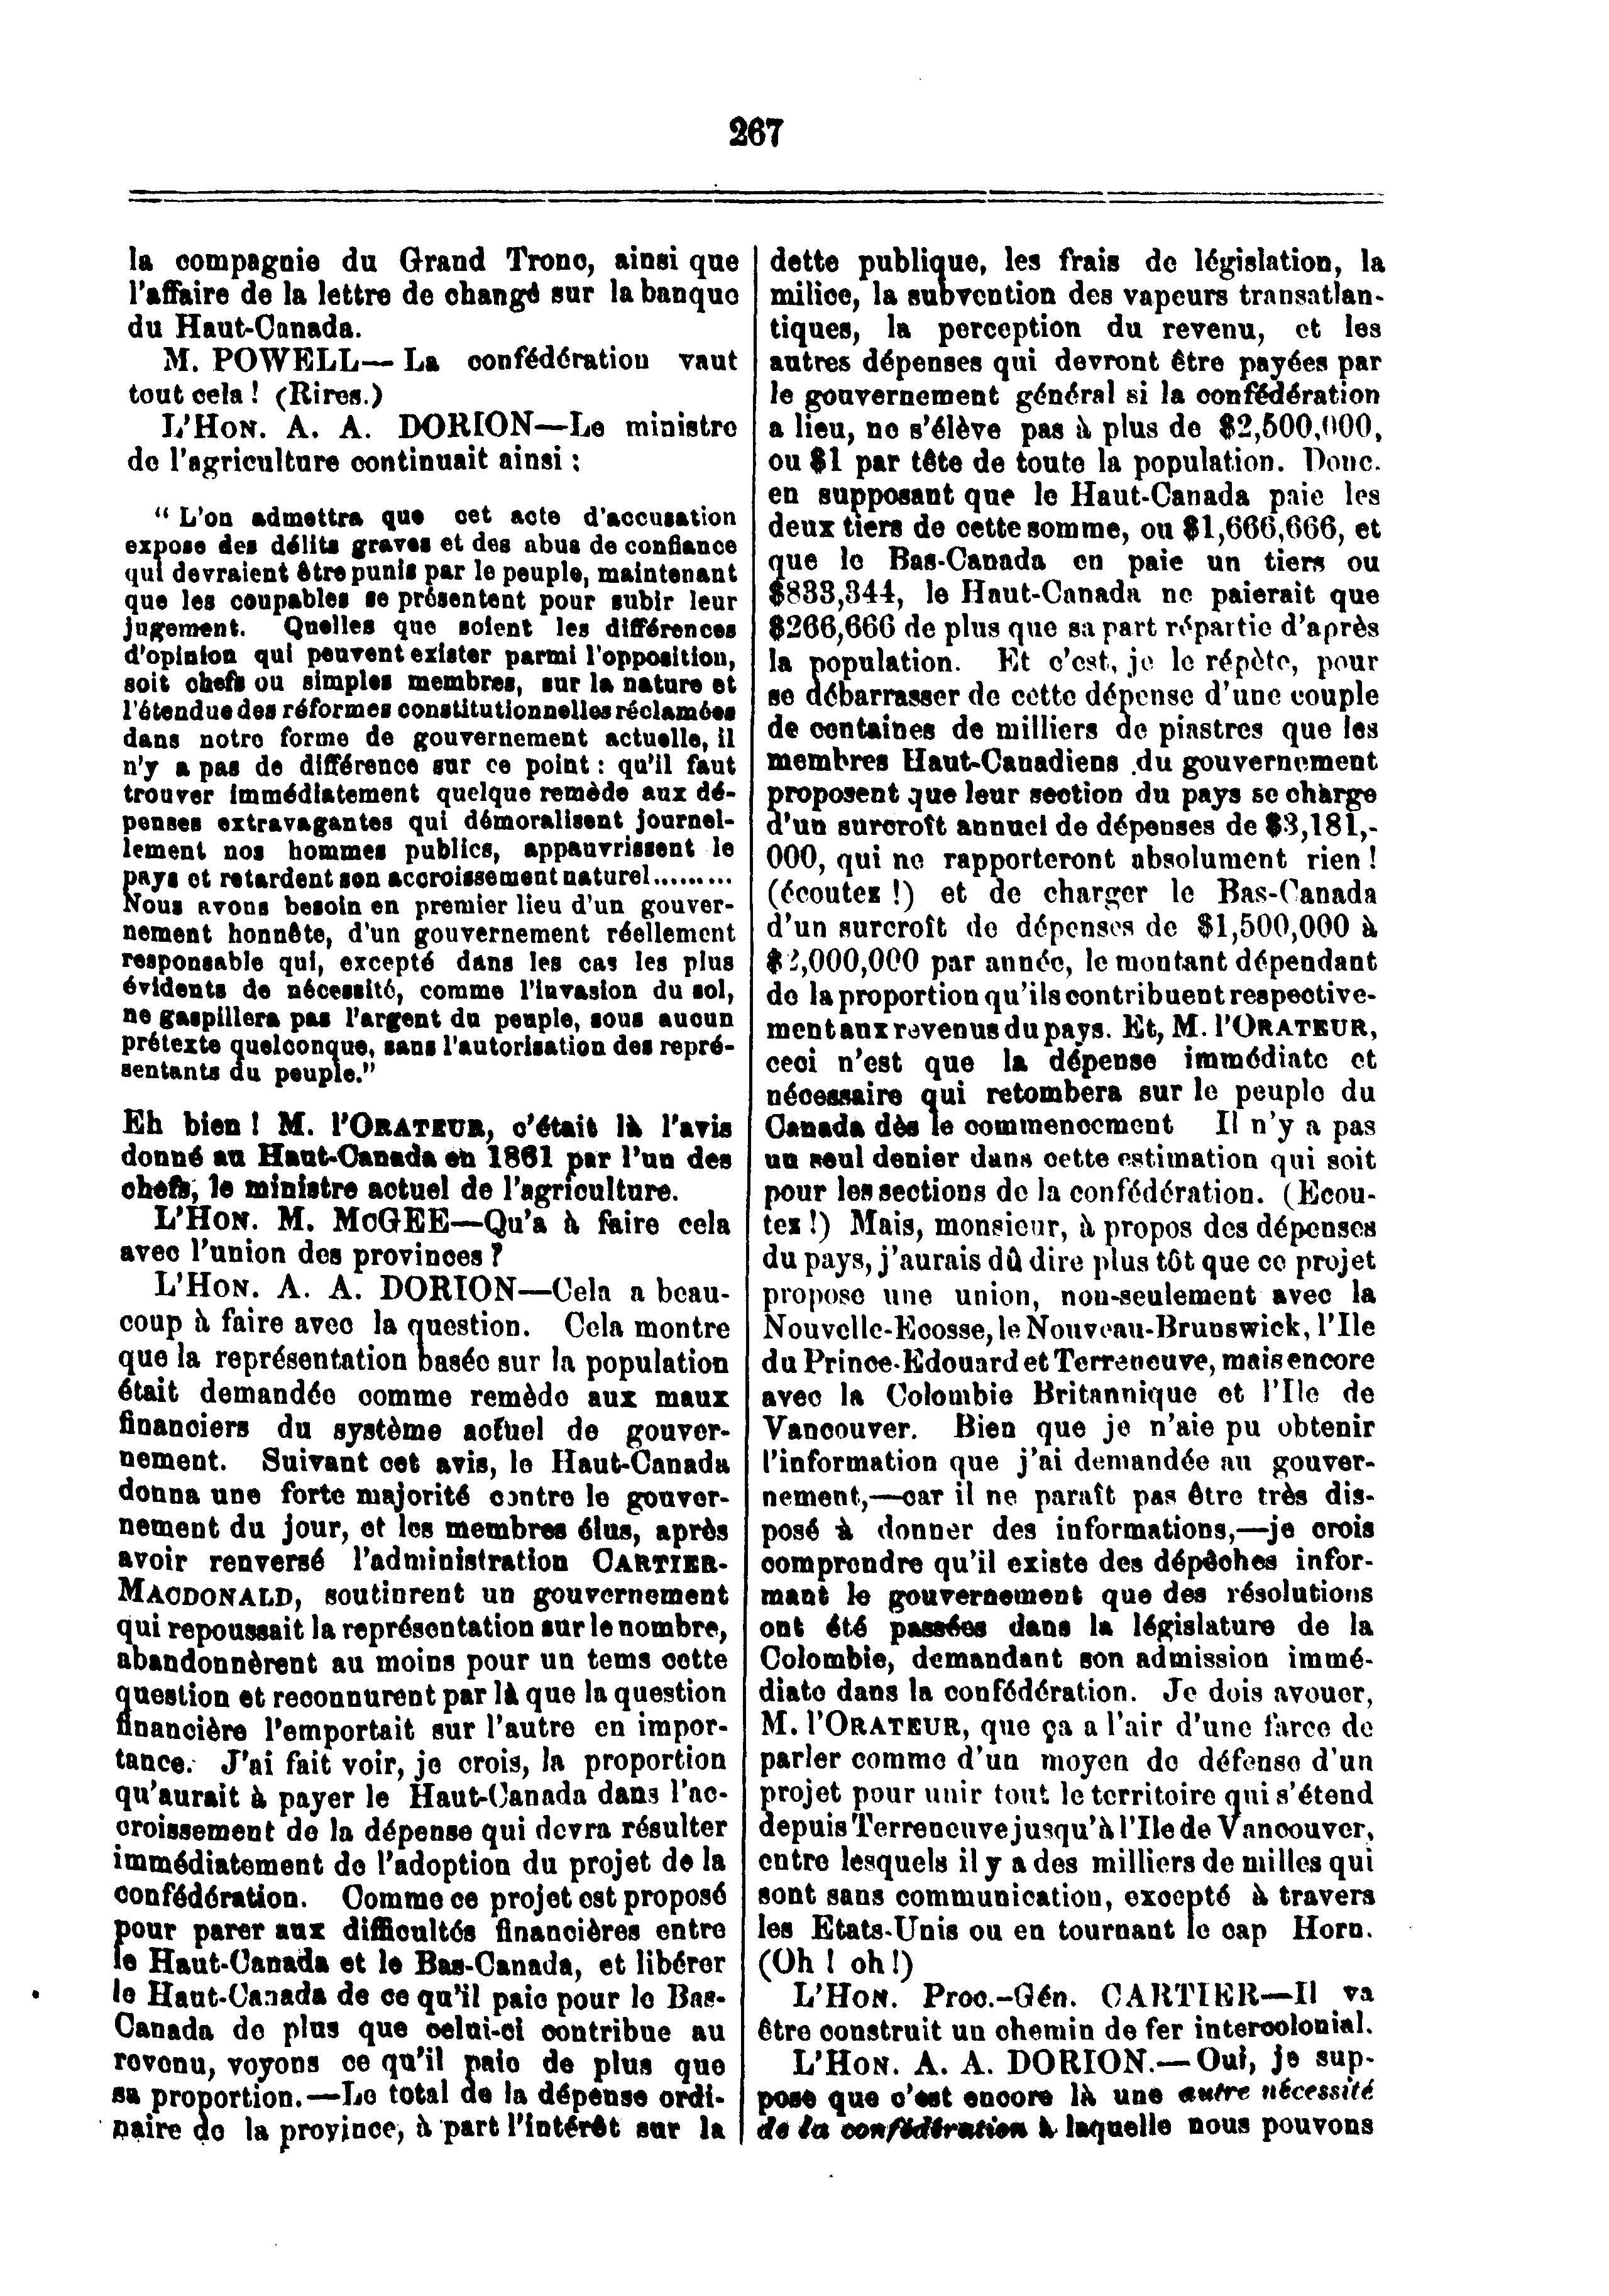 267
la compagnie du Grand Tronc, ainsi que
l'affaire de la lettre de change sur la banque
du Haut-Canada.
M. POWELL— La confédération vaut
tout cela ! (Rires.)
L'HON. A. A. DORION—Le ministre
de l'agriculture continuait ainsi :
“ L'on admettra que cet acte d'accusation
expose des délits graves et des abus de confiance
qui devraient être punis par le peuple, maintenant
que les coupables se présentent pour subir leur
jugement. Quelles que soient les différences
d'opinion qui peuvent exister parmi l'opposition,
soit chefs ou simples membres, sur la nature et
l'étendue des réformes constitutionnelles réclamées
dans notre forme de gouvernement actuelle, il
n'y a pas de différence sur ce point : qu'il faut
trouver immédiatement quelque remède aux dé-
penses extravagantes qui démoralisent journel-
lement nos hommes publics, appauvrissent le
pays et retardent son accroissement naturel.........
Nous avons besoin en premier lieu d'un gouver-
nement honnête, d'un gouvernement réellement
responsable qui, excepté dans les cas les plus
évidents de nécessité, comme l'invasion du sol,
ne gaspillera pas l'argent du peuple, sous aucun
prétexte quelconque, sans l'autorisation des repré-
sentants du peuple.”
Eh bien ! M. l'ORATEUR, c'était là l'avis
donné au Haut-Canada en 1861 par l'un des
chefs, le ministre actuel de l'agriculture.
L'HON. M. McGEE—Qu'a à faire cela
avec l'union des provinces ?
L'HON. A. A. DORION—Cela a beau-
coup à faire avec la question. Cela montre
que la représentation basée sur la population
était demandée comme remède aux maux
financiers du système actuel de gouver-
nement. Suivant cet avis, le Haut-Canada
donna une forte majorité contre le gouver-
nement du jour, et les membres élus, après
avoir renversé l'administration CARTIER-
MACDONALD, soutinrent un gouvernement
qui repoussait la représentation sur le nombre,
abandonnèrent au moins pour un tems cette
question et reconnurent par là que la question
financière l'emportait sur l'autre en impor-
tance. J'ai fait voir, je crois, la proportion
qu'aurait à payer le Haut-Canada dans l'ac-
croissement de la dépense qui devra résulter
immédiatement de l'adoption du projet de la
confédération. Comme ce projet est proposé
pour parer aux difficultés financières entre
le Haut-Canada et le Bas-Canada, et libérer
le Haut-Canada de ce qu'il paie pour le Bas-
Canada de plus que celui-ci contribue au
revenu, voyons ce qu'il paie de plus que
sa proportion.—Le total de la dépense ordi-
naire de la province, à part l'intérêt sur la
dette publique, les frais de législation, la
milice, la subvention des vapeurs transatlan-
tiques, la perception du revenu, et les
autres dépenses qui devront être payées par
le gouvernement général si la confédération
a lieu, ne s'élève pas à plus de $2,500,000,
ou $1 par tête de toute la population. Donc.
en supposant que le Haut-Canada paie les
deux tiers de cette somme, ou $1,666,666, et
que le Bas-Canada en paie un tiers ou
$833,344, le Haut-Canada ne paierait que
$266,666 de plus que sa part répartie d'après
la population. Et c'est, je le répète, pour
se débarrasser de cette dépense d'une couple
de centaines de milliers de piastres que les
membres Haut-Canadiens du gouvernement
proposent que leur section du pays se charge
d'un surcroît annuel de dépenses de $3,181,-
000, qui ne rapporteront absolument rien !
(écoutez !) et de charger le Bas-Canada
d'un surcroît de dépenses de $1,500,000 à
$2,000,000 par année, le montant dépendant
de la proportion qu'ils contribuent respective-
ment aux revenus du pays. Et, M. l'ORATEUR,
ceci n'est que la dépense immédiate et
nécessaire qui retombera sur le peuple du
Canada dès le commencement Il n'y a pas
un seul denier dans cette estimation qui soit
pour les sections de la confédération. (Ecou-
tez !) Mais, monsieur, à propos des dépenses
du pays, j'aurais dû dire plus tôt que ce projet
propose une union, non-seulement avec la
Nouvelle-Ecosse, le Nouveau-Brunswick, l'Ile
du Prince-Edouard et Terreneuve, mais encore
avec la Colombie Britannique et l'Ile de
Vancouver. Bien que je n'aie pu obtenir
l'information que j'ai demandée au gouver-
nement,—car il ne paraît pas être très dis-
posé à donner des informations,—je crois
comprendre qu'il existe des dépêches infor-
mant le gouvernement que des résolutions
ont été passées dans la législature de la
Colombie, demandant son admission immé-
diate dans la confédération. Je dois avouer,
M. l'ORATEUR, que ça a l'air d'une farce de
parler comme d'un moyen de défense d'un
projet pour unir tout le territoire qui s'étend
depuis Terreneuve jusqu'à l'Ile de Vancouver,
entre lesquels il y a des milliers de milles qui
sont sans communication, excepté à travers
les Etats-Unis ou en tournant le cap Horn.
(Oh ! oh !)
L'HON. PROC.-GÉN. CARTIER—Il va
être construit un chemin de fer intercolonial.
L'HON. A. A. DORION.—Oui, je sup-
pose que c'est encore là une autre nécessité
de la confédération à laquelle nous pouvons